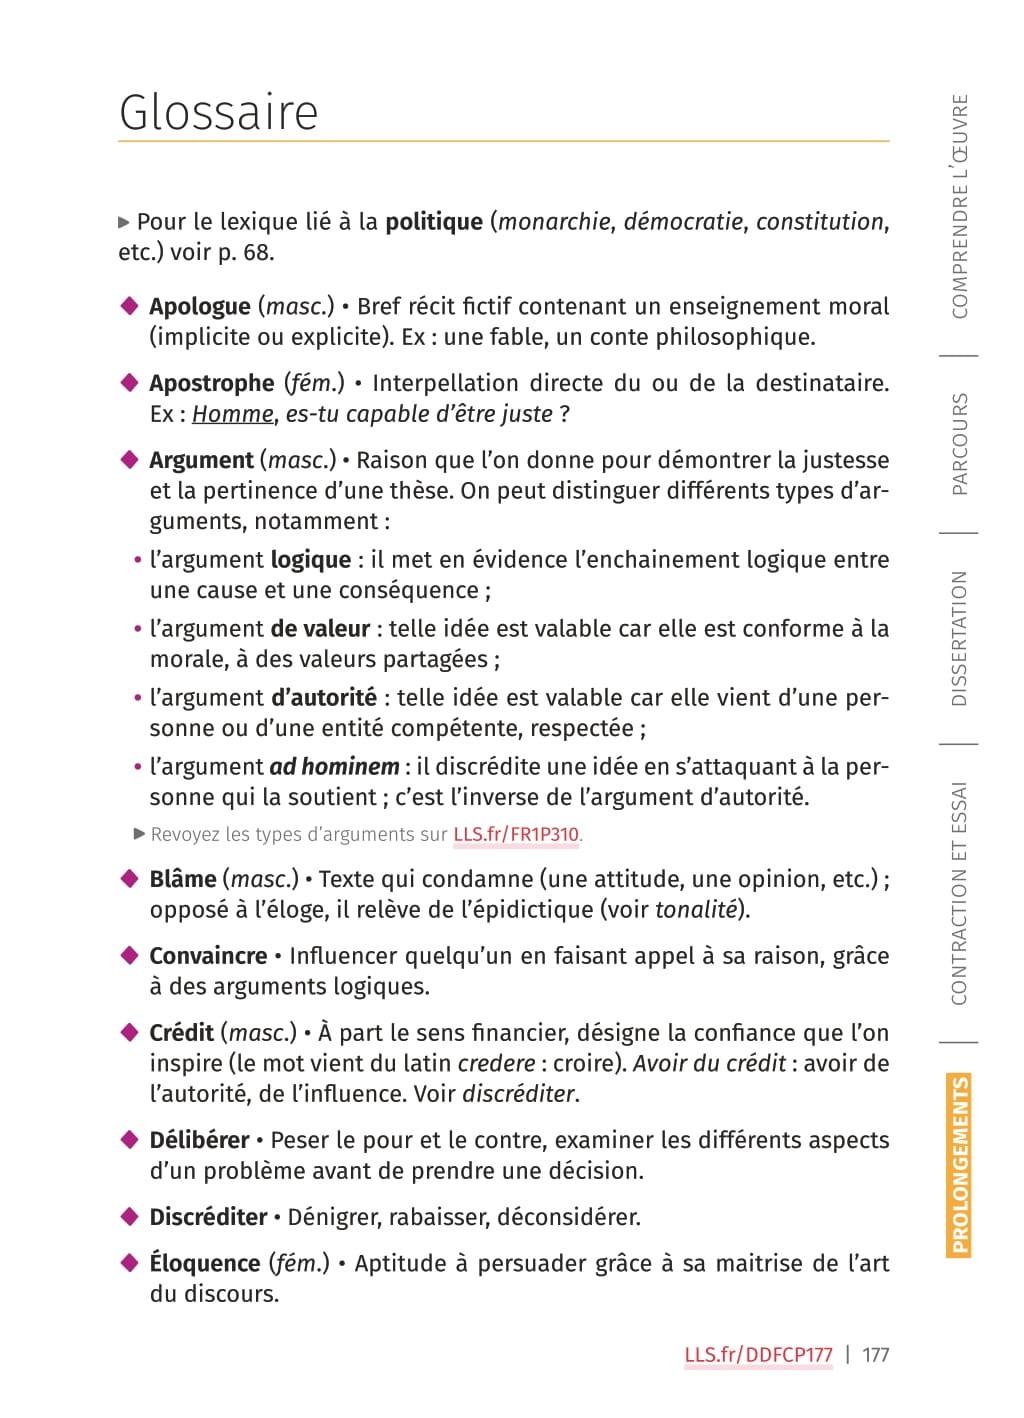 Glossaire
▶ Pour le lexique lié à la politique (monarchie, démocratie, constitution,
etc.) voir p. 68.
◆ Apologue (masc.) • Bref récit fictif contenant un enseignement moral
(implicite ou explicite). Ex : une fable, un conte philosophique.
◆ Apostrophe (fém.) • Interpellation directe du ou de la destinataire.
Ex : Homme, es-tu capable d’être juste ?
◆ Argument (masc.) • Raison que l’on donne pour démontrer la justesse
et la pertinence d’une thèse. On peut distinguer différents types d’ar-
guments, notamment :
• l’argument logique : il met en évidence l’enchainement logique entre
une cause et une conséquence ;
• l’argument de valeur : telle idée est valable car elle est conforme à la
morale, à des valeurs partagées ;
• l’argument d’autorité : telle idée est valable car elle vient d’une per-
sonne ou d’une entité compétente, respectée ;
• l’argument ad hominem : il discrédite une idée en s’attaquant à la per-
sonne qui la soutient ; c’est l’inverse de l’argument d’autorité.
▶ Revoyez les types d’arguments sur LLS.fr/FR1P310.
◆ Blâme (masc.) • Texte qui condamne (une attitude, une opinion, etc.) ;
opposé à l’éloge, il relève de l’épidictique (voir tonalité).
◆ Convaincre • Influencer quelqu’un en faisant appel à sa raison, grâce
à des arguments logiques.
◆ Crédit (masc.) • À part le sens financier, désigne la confiance que l’on
inspire (le mot vient du latin credere : croire). Avoir du crédit : avoir de
l’autorité, de l’influence. Voir discréditer.
◆ Délibérer • Peser le pour et le contre, examiner les différents aspects
d’un problème avant de prendre une décision.
◆ Discréditer • Dénigrer, rabaisser, déconsidérer.
◆ Éloquence (fém.) • Aptitude à persuader grâce à sa maitrise de l’art
du discours.
LLS.fr/DDFCP177 | 177
COMPRENDRE L’ŒUVRE
PARCOURS
DISSERTATION
CONTRACTION ET ESSAI
PROLONGEMENTS